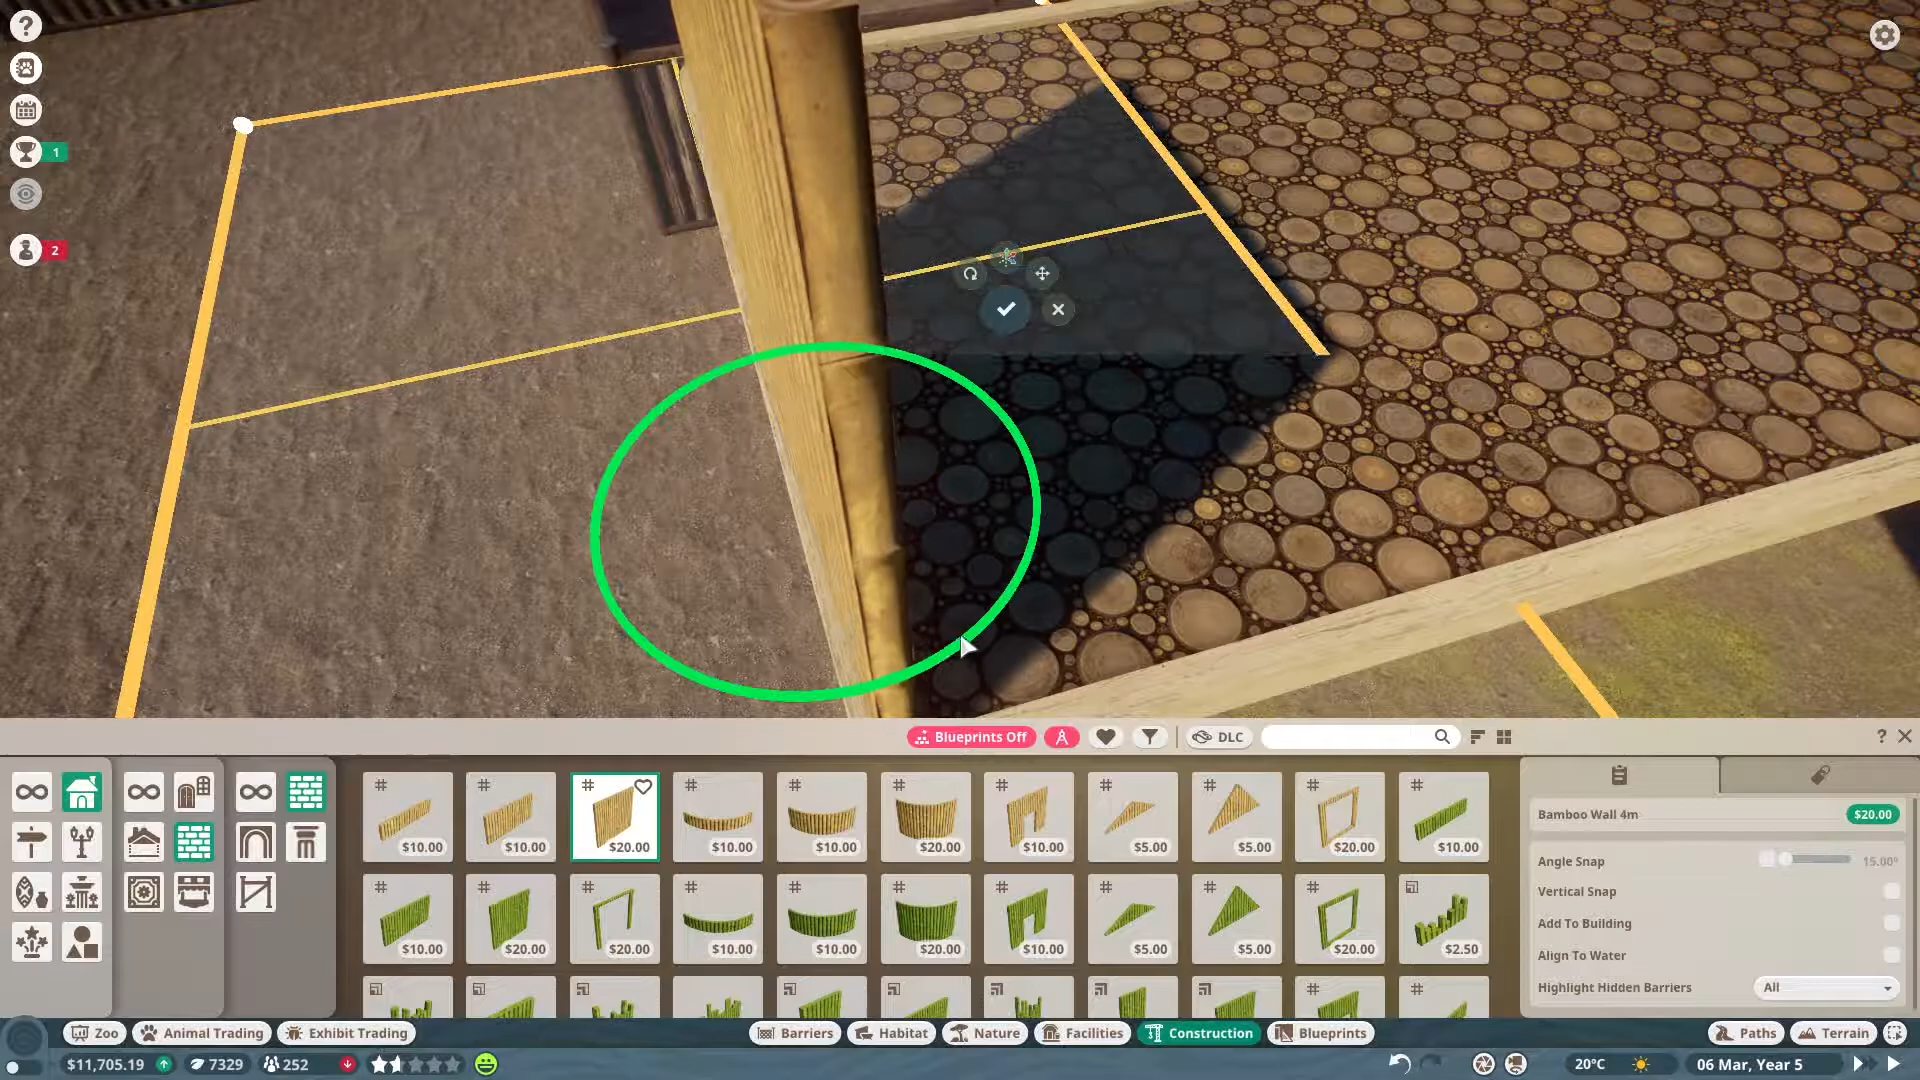 ?
1
2
Blueprints Off
DLC
? 
$10.00 $10.00 $20.00 $10.00 $10.00 $20.00 $10.00 $5.00 $5.00 $20.00 $10.00
$10.00 $20.00 $20.00 $10.00 $10.00 $20.00 $10.00 $5.00 $5.00 $20.00 $2.50
Bamboo Wall 4m $20.00
Angle Snap 15.00°
Vertical Snap
Add To Building
Align To Water
Highlight Hidden Barriers All
Zoo Animal Trading Exhibit Trading Barriers Habitat Nature Facilities Construction Blueprints Paths Terrain
$11,705.19 7329 252 20°C 06 Mar, Year 5